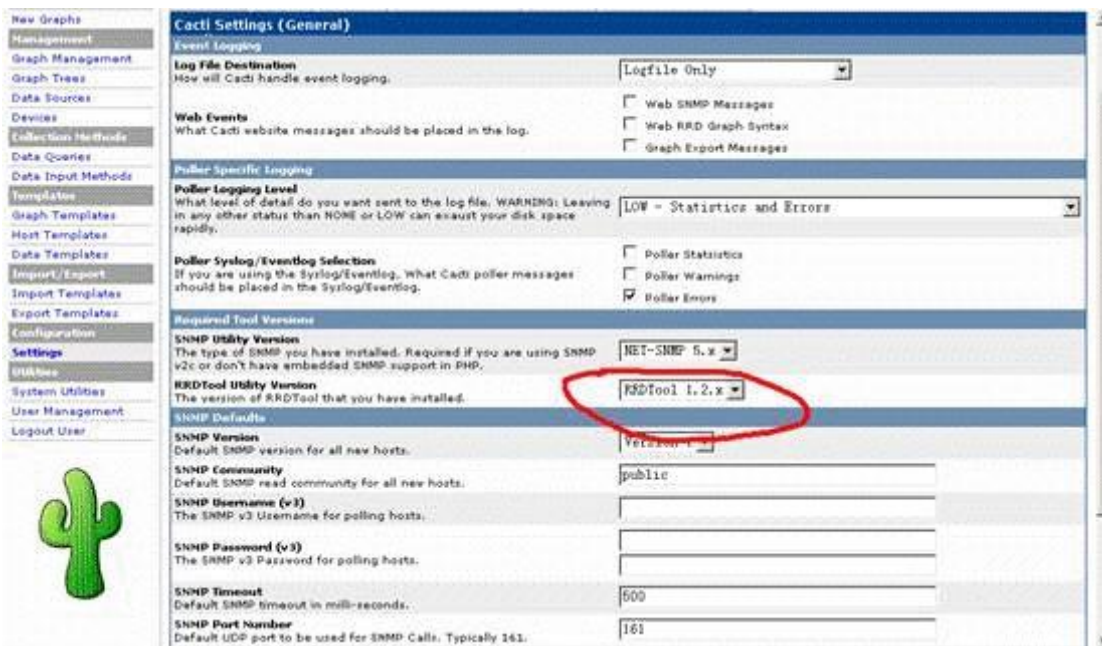 New Graphs
Management
Graph Management
Graph Trees
Data Sources
Devices
Collection Methods
Data Queries
Data Input Methods
Templates
Graph Templates
Host Templates
Data Templates
Import/Export
Import Templates
Export Templates
Configuration
Settings
Utilities
System Utilities
User Management
Logout User
Cacti Settings (General)
Event Logging
Log File Destination
How will Cacti handle event logging.
Logfile Only
Web Events
What Cacti website messages should be placed in the log.
Web SNMP Messages
Web RRD Graph Syntax
Graph Export Messages
Poller Specific Logging
Poller Logging Level
What level of detail do you want sent to the log file. WARNING: Leaving
in any other status than NONE or LOW can exaust your disk space
rapidly.
LOW - Statistics and Errors
Poller Syslog/Eventlog Selection
If you are using the Syslog/Eventlog, What Cacti poller messages
should be placed in the Syslog/Eventlog.
Poller Statsistics
Poller Warnings
Poller Errors
Required Tool Versions
SNMP Utility Version
The type of SNMP you have installed. Required if you are using SNMP
v2c or don't have embedded SNMP support in PHP.
NET-SNMP 5.x
RRDTool Utility Version
The version of RRDTool that you have installed.
RRDTool 1.2.x
SNMP Defaults
SNMP Version
Default SNMP version for all new hosts.
Version
SNMP Community
Default SNMP read community for all new hosts.
public
SNMP Username (v3)
The SNMP v3 Username for polling hosts.
SNMP Password (v3)
The SNMP v3 Password for polling hosts.
SNMP Timeout
Default SNMP timeout in milli-seconds.
500
SNMP Port Number
Default UDP port to be used for SNMP Calls. Typically 161.
161